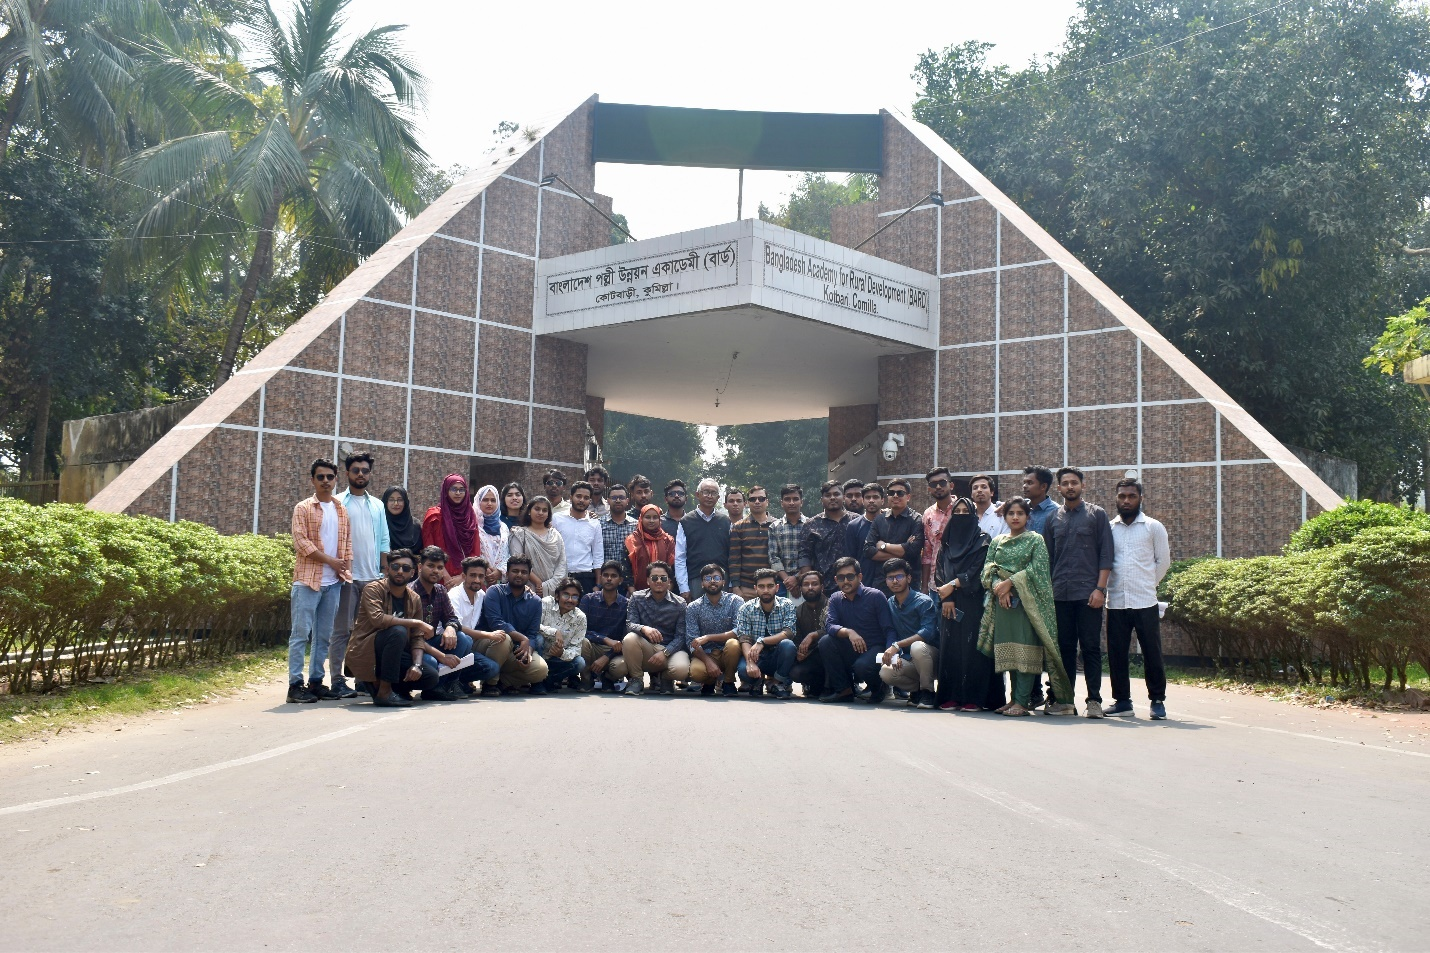 বাংলাদেশ পল্লী উন্নয়ন একাডেমী (বার্ড)
কোটবাড়ী, কুমিল্লা।
Bangladesh Academy for Rural Development (BARD)
Kotbari, Comilla.